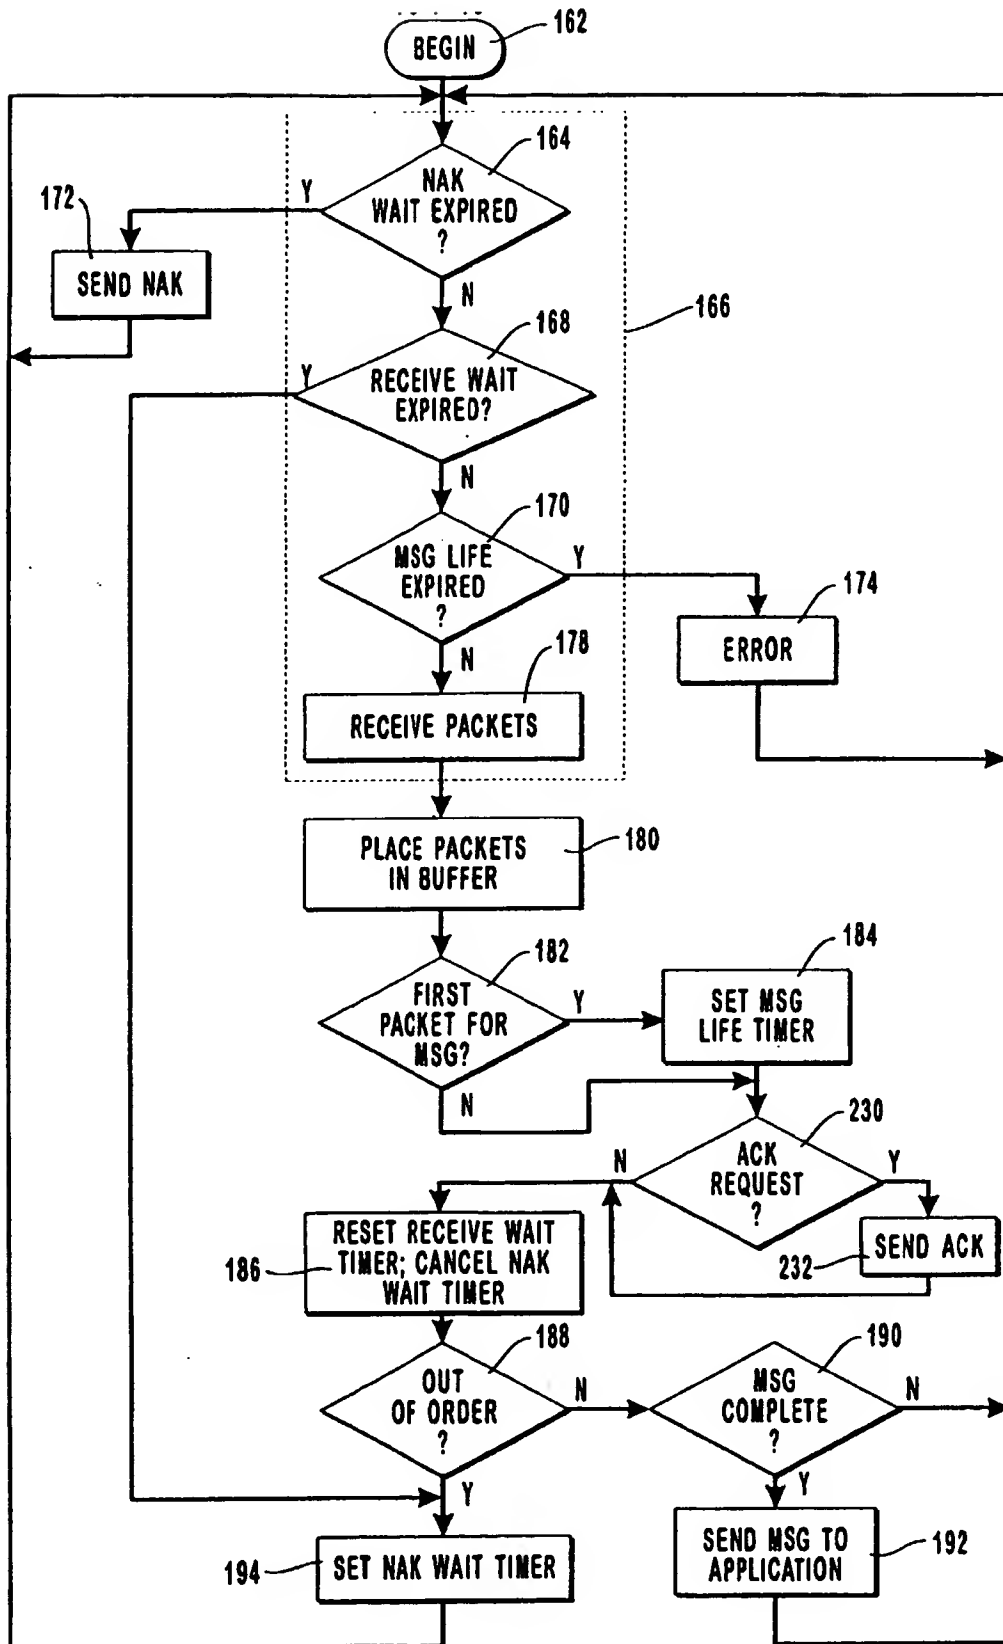 BEGIN
162
164
NAK
WAIT EXPIRED
?
Y
172
SEND NAK
N
166
168
Y
RECEIVE WAIT
EXPIRED?
N
170
MSG LIFE
EXPIRED
?
Y
174
ERROR
N
178
RECEIVE PACKETS
PLACE PACKETS
IN BUFFER
180
182
FIRST
PACKET FOR
MSG?
Y
184
SET MSG
LIFE TIMER
N
230
ACK
REQUEST
?
N
Y
SEND ACK
232
RESET RECEIVE WAIT
TIMER; CANCEL NAK
WAIT TIMER
186
188
OUT
OF ORDER
?
N
190
MSG
COMPLETE
?
N
Y
Y
SET NAK WAIT TIMER
194
SEND MSG TO
APPLICATION
192